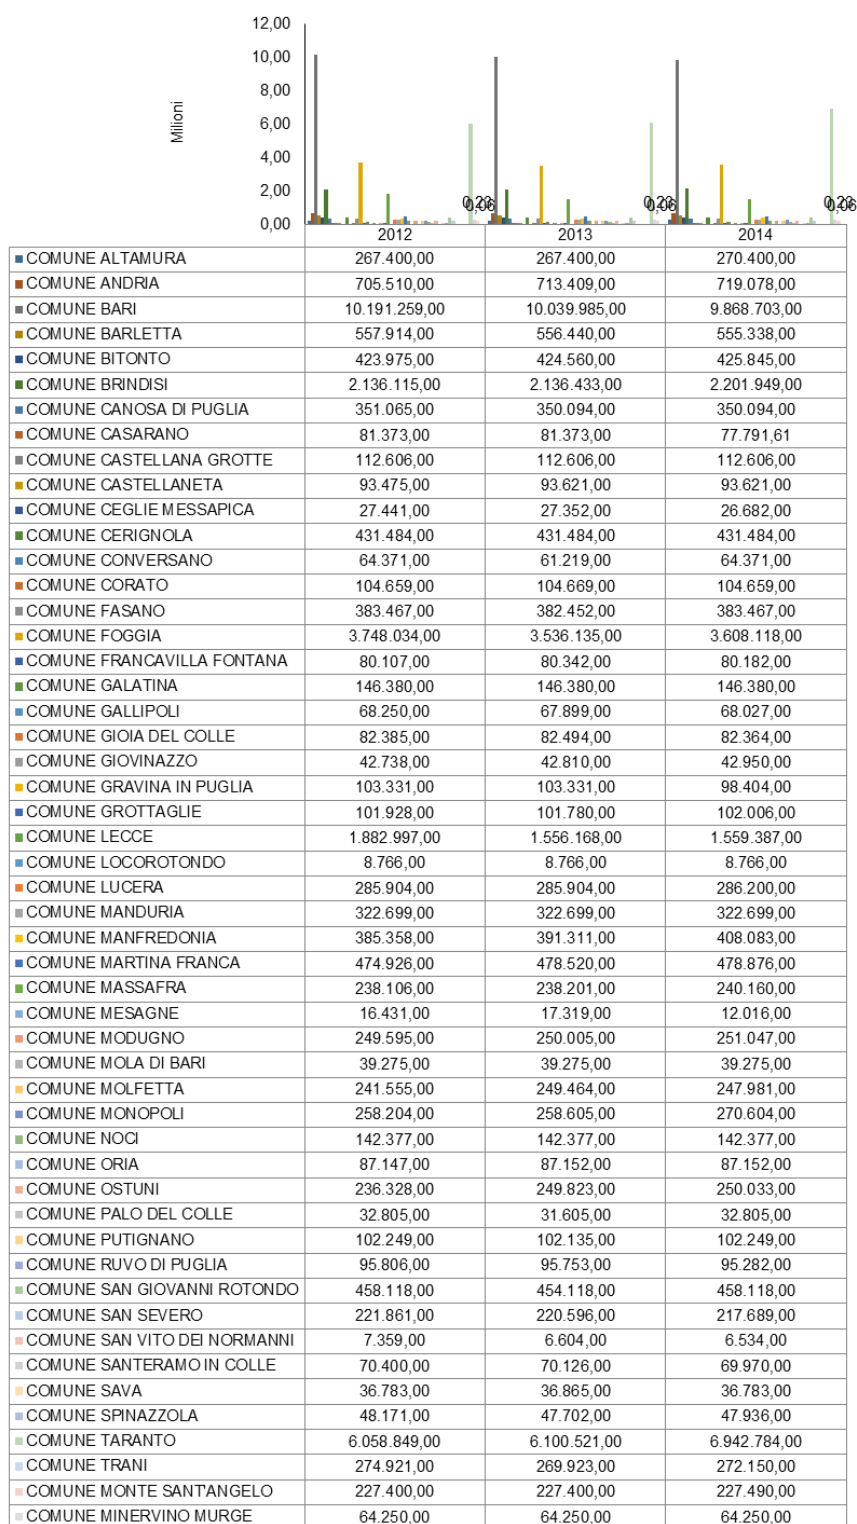 12,00
10,00
8,00
6,00
4,00
2,00
0,00
Milioni
0,23 0,23 0,23
0,06 0,06 0,06
2012 2013 2014
COMUNE ALTAMURA 267.400,00 267.400,00 270.400,00
COMUNE ANDRIA 705.510,00 713.409,00 719.078,00
COMUNE BARI 10.191.259,00 10.039.985,00 9.868.703,00
COMUNE BARLETTA 557.914,00 556.440,00 555.338,00
COMUNE BITONTO 423.975,00 424.560,00 425.845,00
COMUNE BRINDISI 2.136.115,00 2.136.433,00 2.201.949,00
COMUNE CANOSA DI PUGLIA 351.065,00 350.094,00 350.094,00
COMUNE CASARANO 81.373,00 81.373,00 77.791,61
COMUNE CASTELLANA GROTTE 112.606,00 112.606,00 112.606,00
COMUNE CASTELLANETA 93.475,00 93.621,00 93.621,00
COMUNE CEGLIE MESSAPICA 27.441,00 27.352,00 26.682,00
COMUNE CERIGNOLA 431.484,00 431.484,00 431.484,00
COMUNE CONVERSANO 64.371,00 61.219,00 64.371,00
COMUNE CORATO 104.659,00 104.669,00 104.659,00
COMUNE FASANO 383.467,00 382.452,00 383.467,00
COMUNE FOGGIA 3.748.034,00 3.536.135,00 3.608.118,00
COMUNE FRANCAVILLA FONTANA 80.107,00 80.342,00 80.182,00
COMUNE GALATINA 146.380,00 146.380,00 146.380,00
COMUNE GALLIPOLI 68.250,00 67.899,00 68.027,00
COMUNE GIOIA DEL COLLE 82.385,00 82.494,00 82.364,00
COMUNE GIOVINAZZO 42.738,00 42.810,00 42.950,00
COMUNE GRAVINA IN PUGLIA 103.331,00 103.331,00 98.404,00
COMUNE GROTTAGLIE 101.928,00 101.780,00 102.006,00
COMUNE LECCE 1.882.997,00 1.556.168,00 1.559.387,00
COMUNE LOCOROTONDO 8.766,00 8.766,00 8.766,00
COMUNE LUCERA 285.904,00 285.904,00 286.200,00
COMUNE MANDURIA 322.699,00 322.699,00 322.699,00
COMUNE MANFREDONIA 385.358,00 391.311,00 408.083,00
COMUNE MARTINA FRANCA 474.926,00 478.520,00 478.876,00
COMUNE MASSAFRA 238.106,00 238.201,00 240.160,00
COMUNE MESAGNE 16.431,00 17.319,00 12.016,00
COMUNE MODUGNO 249.595,00 250.005,00 251.047,00
COMUNE MOLA DI BARI 39.275,00 39.275,00 39.275,00
COMUNE MOLFETTA 241.555,00 249.464,00 247.981,00
COMUNE MONOPOLI 258.204,00 258.605,00 270.604,00
COMUNE NOCI 142.377,00 142.377,00 142.377,00
COMUNE ORIA 87.147,00 87.152,00 87.152,00
COMUNE OSTUNI 236.328,00 249.823,00 250.033,00
COMUNE PALO DEL COLLE 32.805,00 31.605,00 32.805,00
COMUNE PUTIGNANO 102.249,00 102.135,00 102.249,00
COMUNE RUVO DI PUGLIA 95.806,00 95.753,00 95.282,00
COMUNE SAN GIOVANNI ROTONDO 458.118,00 454.118,00 458.118,00
COMUNE SAN SEVERO 221.861,00 220.596,00 217.689,00
COMUNE SAN VITO DEI NORMANNI 7.359,00 6.604,00 6.534,00
COMUNE SANTERAMO IN COLLE 70.400,00 70.126,00 69.970,00
COMUNE SAVA 36.783,00 36.865,00 36.783,00
COMUNE SPINAZZOLA 48.171,00 47.702,00 47.936,00
COMUNE TARANTO 6.058.849,00 6.100.521,00 6.942.784,00
COMUNE TRANI 274.921,00 269.923,00 272.150,00
COMUNE MONTE SANT'ANGELO 227.400,00 227.400,00 227.490,00
COMUNE MINERVINO MURGE 64.250,00 64.250,00 64.250,00